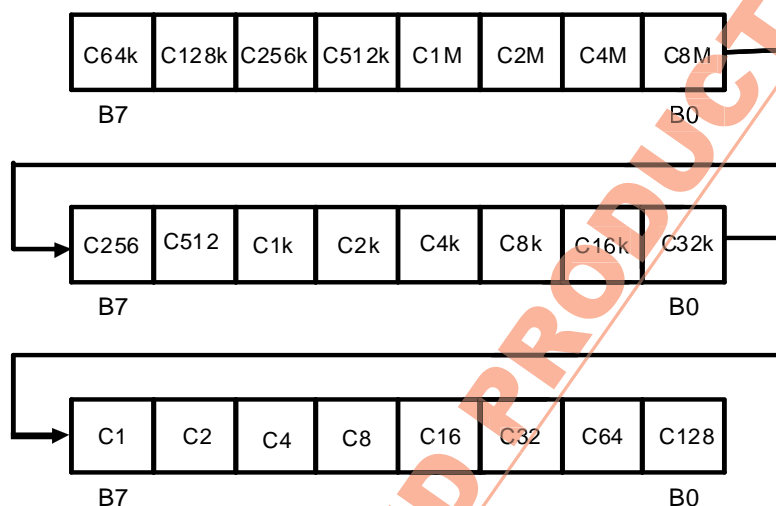 C64k C128k C256k C512k C1M C2M C4M C8M
B7 B0
C256 C512 C1k C2k C4k C8k C16k C32k
B7 B0
C1 C2 C4 C8 C16 C32 C64 C128
B7 B0
D PRODUCT